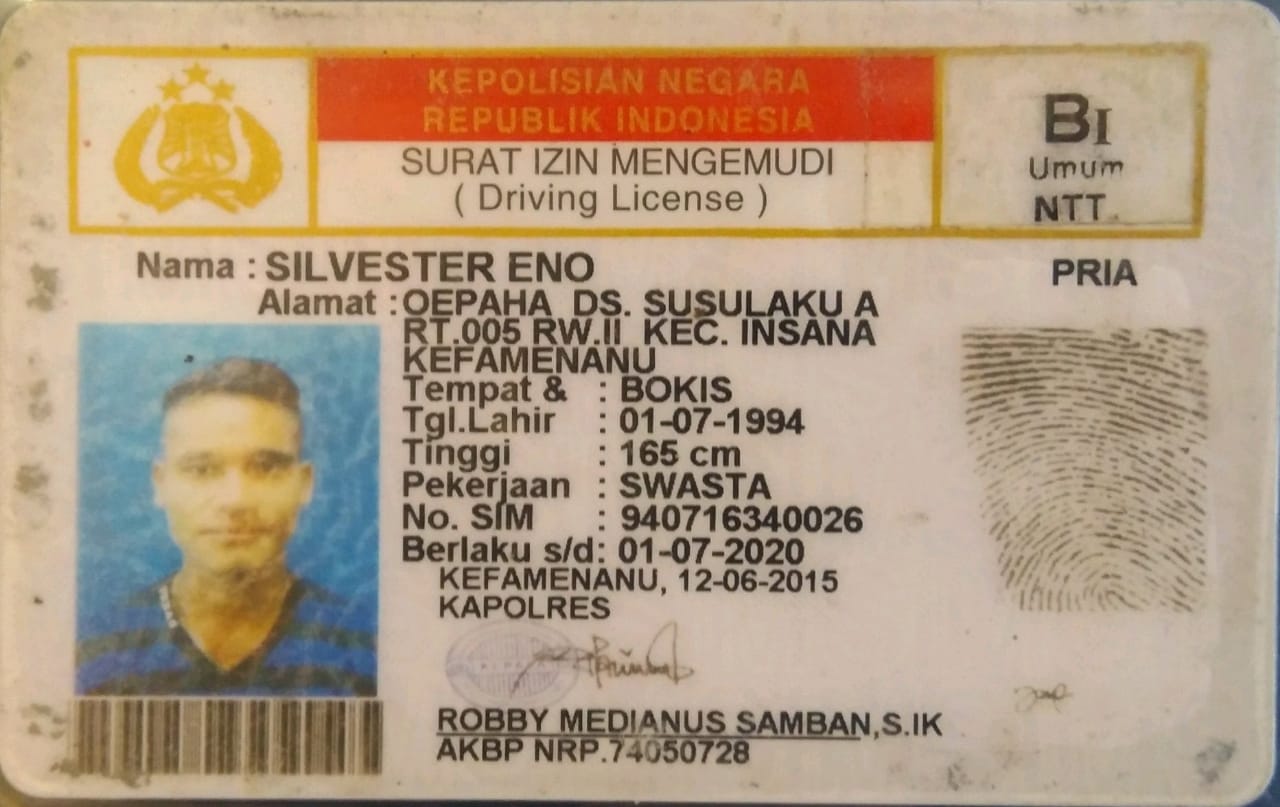 KEPOLISIAN NEGARA
REPUBLIK INDONESIA
SURAT IZIN MENGEMUDI
( Driving License )
BI
Umum
NTT
Nama : SILVESTER ENO
PRIA
Alamat : OEPAHA DS. SUSULAKU A
RT.005 RW.II KEC. INSANA
KEFAMENANU
Tempat & : BOKIS
Tgl.Lahir : 01-07-1994
Tinggi : 165 cm
Pekerjaan : SWASTA
No. SIM : 940716340026
Berlaku s/d: 01-07-2020
KEFAMENANU, 12-06-2015
KAPOLRES
ROBBY MEDIANUS SAMBAN,S.IK
AKBP NRP.74050728